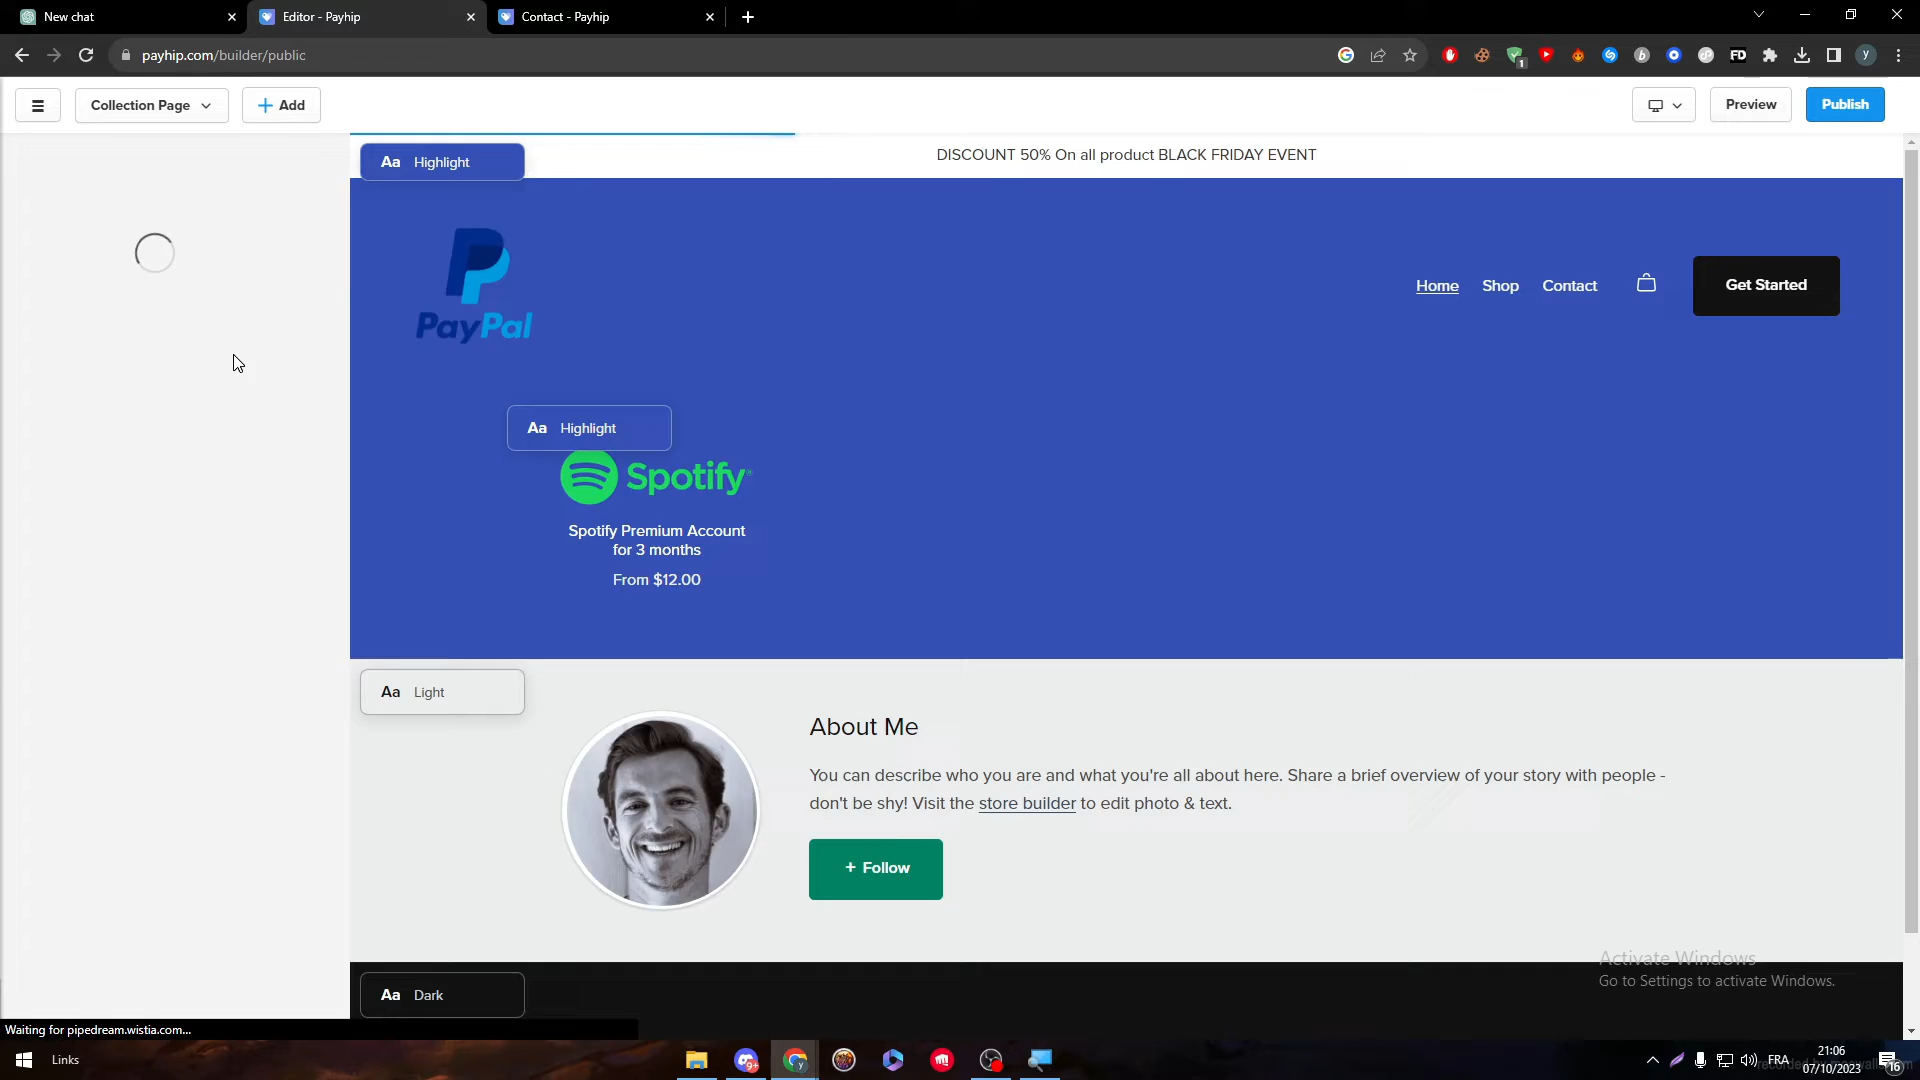 New chat
Editor - Payhip
Contact - Payhip
payhip.com/builder/public
1
FD
y
Collection Page
+ Add
Preview
Publish
Aa Highlight
DISCOUNT 50% On all product BLACK FRIDAY EVENT
PayPal
Home
Shop
Contact
Get Started
Aa Highlight
Spotify
Spotify Premium Account
for 3 months
From $12.00
Aa Light
About Me
You can describe who you are and what you're all about here. Share a brief overview of your story with people -
don't be shy! Visit the store builder to edit photo & text.
+ Follow
Activate Windows
Go to Settings to activate Windows.
Aa Dark
Waiting for pipedream.wistia.com...
Links
9+
FRA
21:06
07/10/2023
16